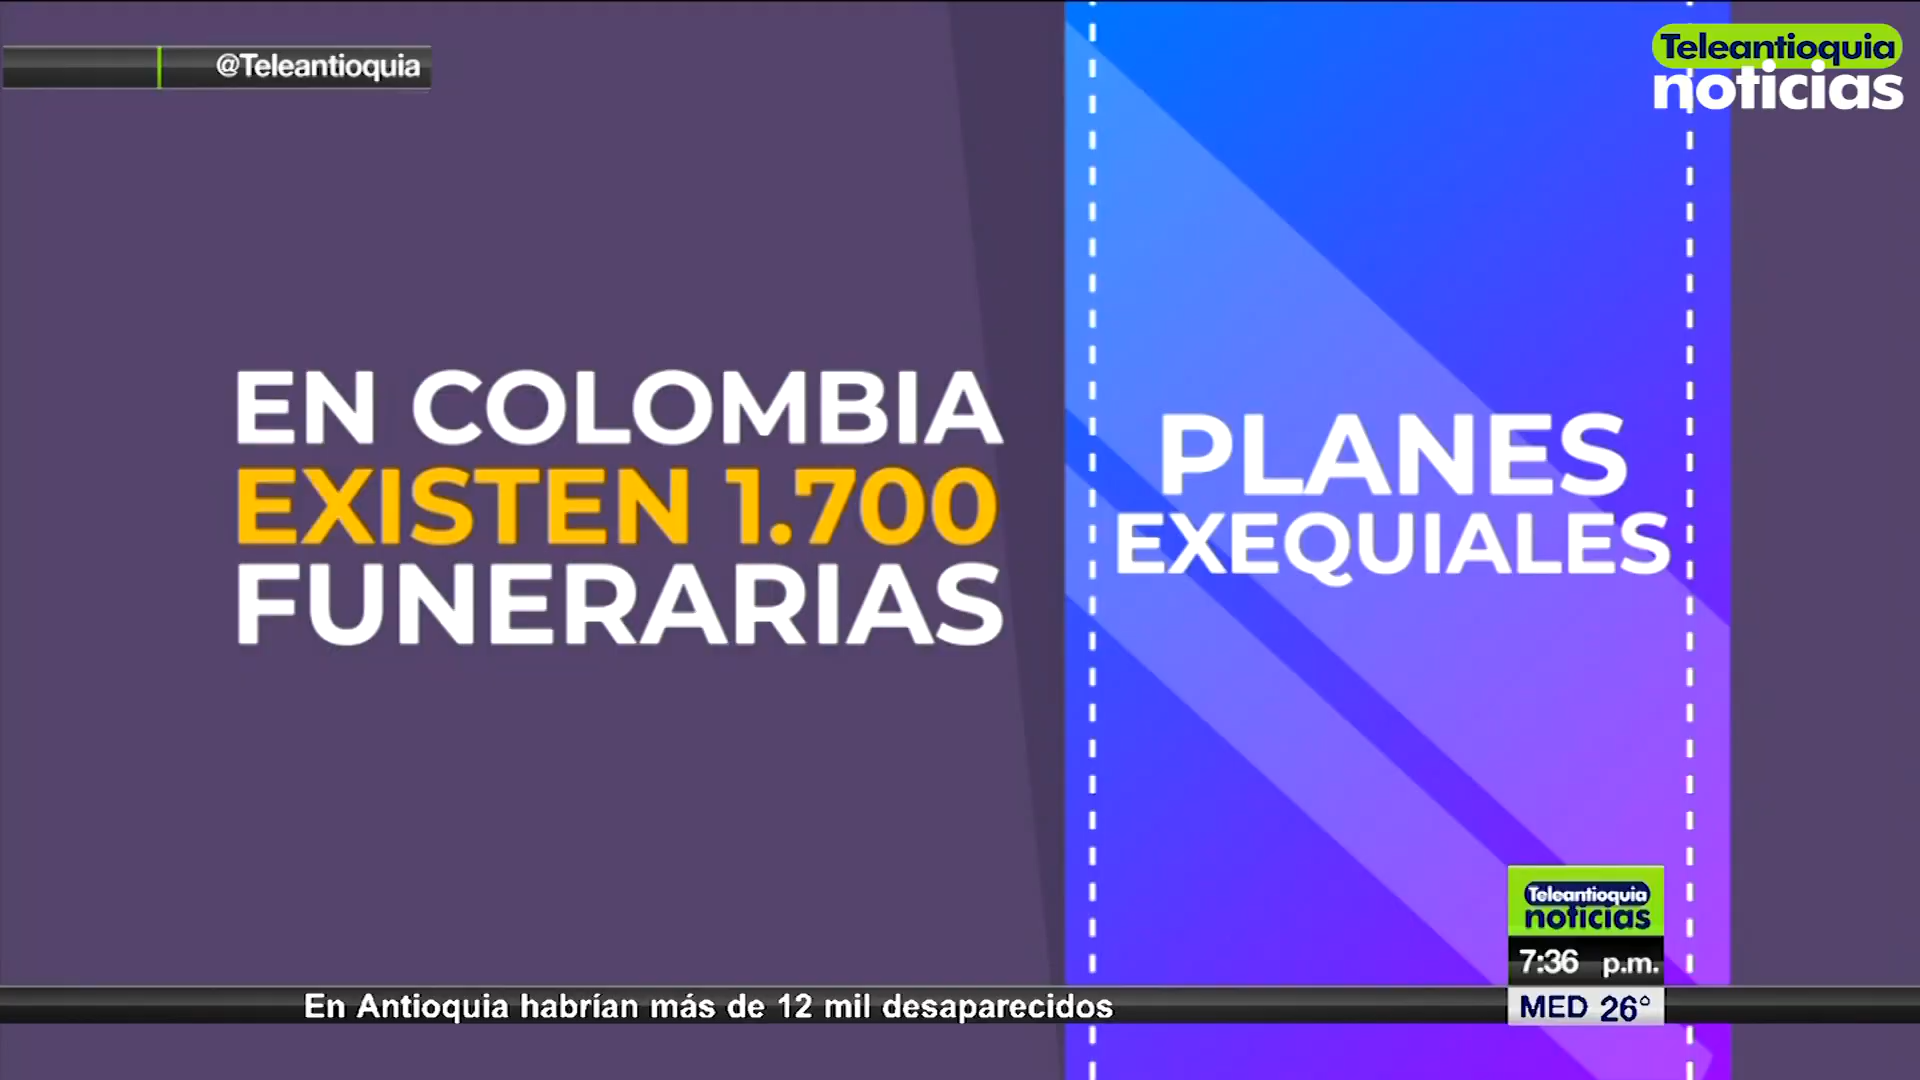 @Teleantioquia
Teleantioquia
noticias
EN COLOMBIA
EXISTEN 1.700
FUNERARIAS
PLANES
EXEQUIALES
Teleantioquia
noticias
7:36 p.m.
MED 26°
En Antioquia habrían más de 12 mil desaparecidos